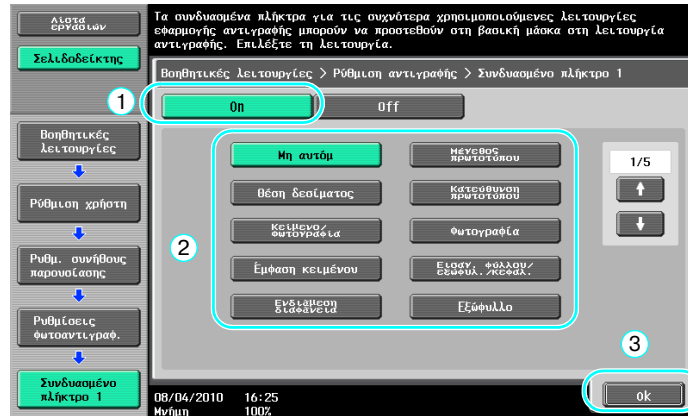 Τα συνδυασμένα πλήκτρα για τις συχνότερα χρησιμοποιούμενες λειτουργίες
εφαρμογής αντιγραφής μπορούν να προστεθούν στη βασική μάσκα στη λειτουργία
αντιγραφής. Επιλέξτε τη λειτουργία.
Λίστα
εργασιών
Σελιδοδείκτης
Βοηθητικές λειτουργίες > Ρύθμιση αντιγραφής > Συνδυασμένο πλήκτρο 1
1
On
Off
Βοηθητικές
λειτουργίες
Ρύθμιση χρήστη
Ρυθμ. συνήθους
παρουσίασης
Ρυθμίσεις
φωτοαντιγραφ.
Συνδυασμένο
πλήκτρο 1
2
Μη αυτόμ
Μέγεθος
πρωτοτύπου
θέση δεσίματος
Κατεύθυνση
πρωτοτύπου
Κείμενο/
Φωτογραφία
Φωτογραφία
Έμφαση κειμένου
Εισαγ. φύλλου/
εξωφυλ./κεφαλ.
Ενδιάμεση
διαφάνεια
Εξώφυλλο
1/5
3
08/04/2010 16:25
Μνήμη 100%
ok